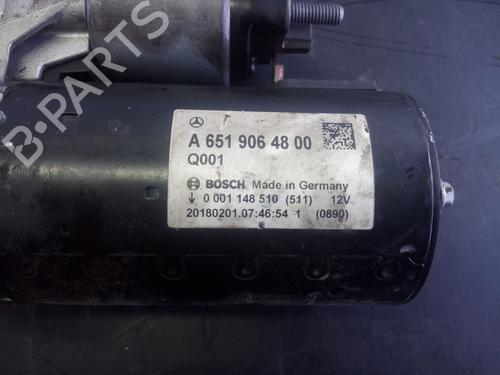 A 651 906 48 00
Q001
BOSCH Made in Germany
0 001 148 510 (511) 12V
20180201.07:46:54 1 (0890)
B-PARTS